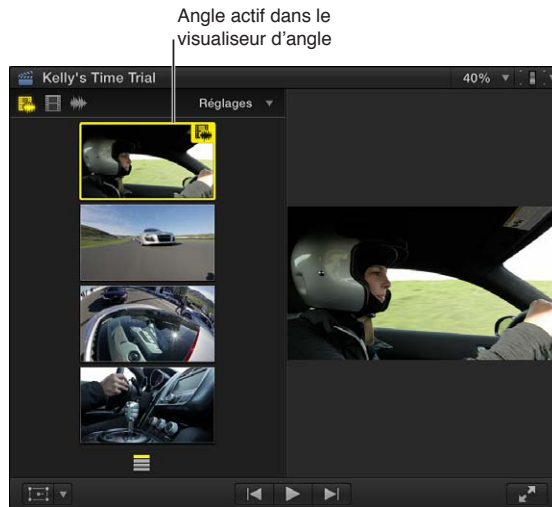 Angle actif dans le
visualiseur d’angle
Kelly's Time Trial
40%
Réglages